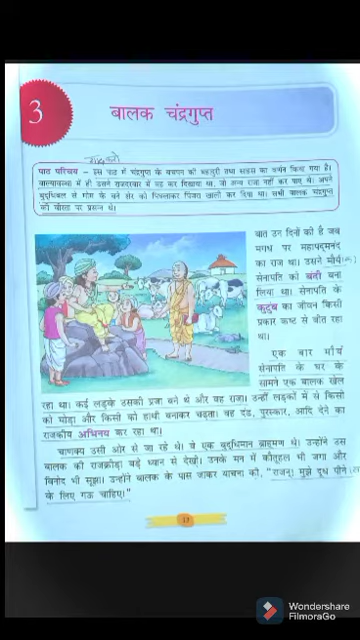 3
बालक चंद्रगुप्त
पाठ परिचय – इस पाठ में चंद्रगुप्त के बचपन की बहादुरी तथा साहस का वर्णन किया गया है।
बाल्यावस्था में ही उसने राजदरबार में वह कर दिखाया था, जो अन्य राजा नहीं कर पाए थे। अपने
बुद्धिबल से मोम के बने शेर को पिघलाकर पिंजरा खाली कर दिया था। सभी बालक चंद्रगुप्त
की वीरता पर प्रसन्न थे।
बात उन दिनों की है जब
मगध पर महापद्मनंद
का राज था। उसने मौर्य
सेनापति को बंदी बना
लिया था। सेनापति के
कुटुंब का जीवन किसी
प्रकार कष्ट से बीत रहा
था।
एक बार मौर्य
सेनापति के घर के
सामने एक बालक खेल
रहा था। कई लड़के उसकी प्रजा बने थे और वह राजा। उन्हीं लड़कों में से किसी
को घोड़ा और किसी को हाथी बनाकर चढ़ता। वह दंड, पुरस्कार, आदि देने का
राजकीय अभिनय कर रहा था।
चाणक्य उसी ओर से जा रहे थे। वे एक बुद्धिमान ब्राह्मण थे। उन्होंने उस
बालक की राजक्रीड़ा बड़े ध्यान से देखी। उनके मन में कौतूहल भी जगा और
विनोद भी सूझा। उन्होंने बालक के पास जाकर याचना की, "राजन्! मुझे दूध पीने
के लिए गऊ चाहिए।"
Wondershare
FilmoraGo